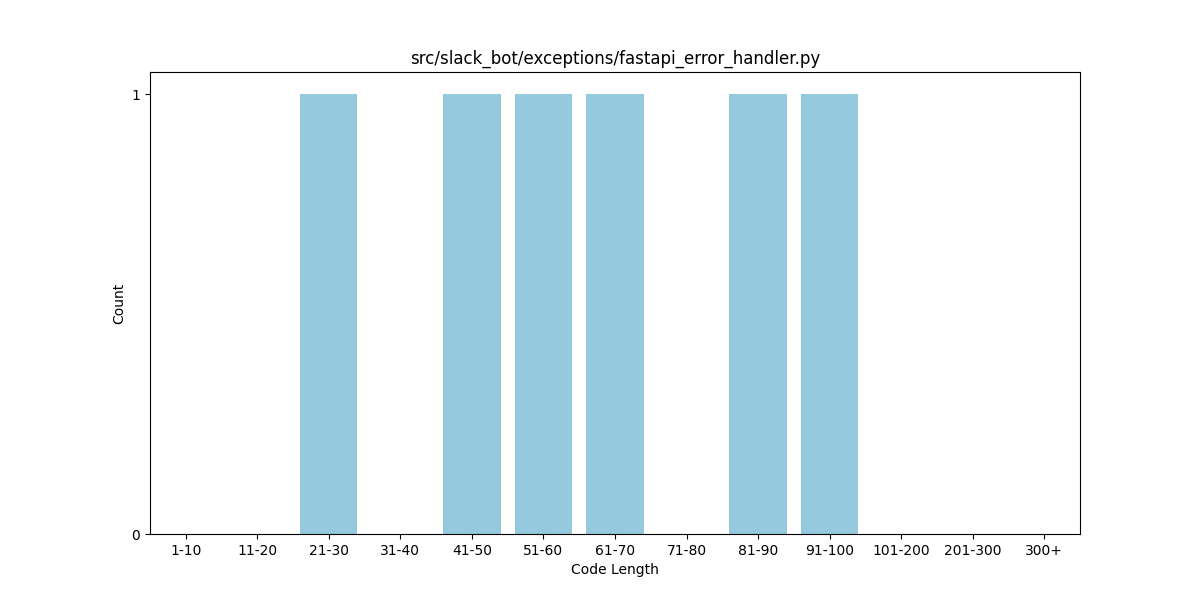 src/slack_bot/exceptions/fastapi_error_handler.py
1
Count
0
1-10 11-20 21-30 31-40 41-50 51-60 61-70 71-80 81-90 91-100 101-200 201-300 300+
Code Length